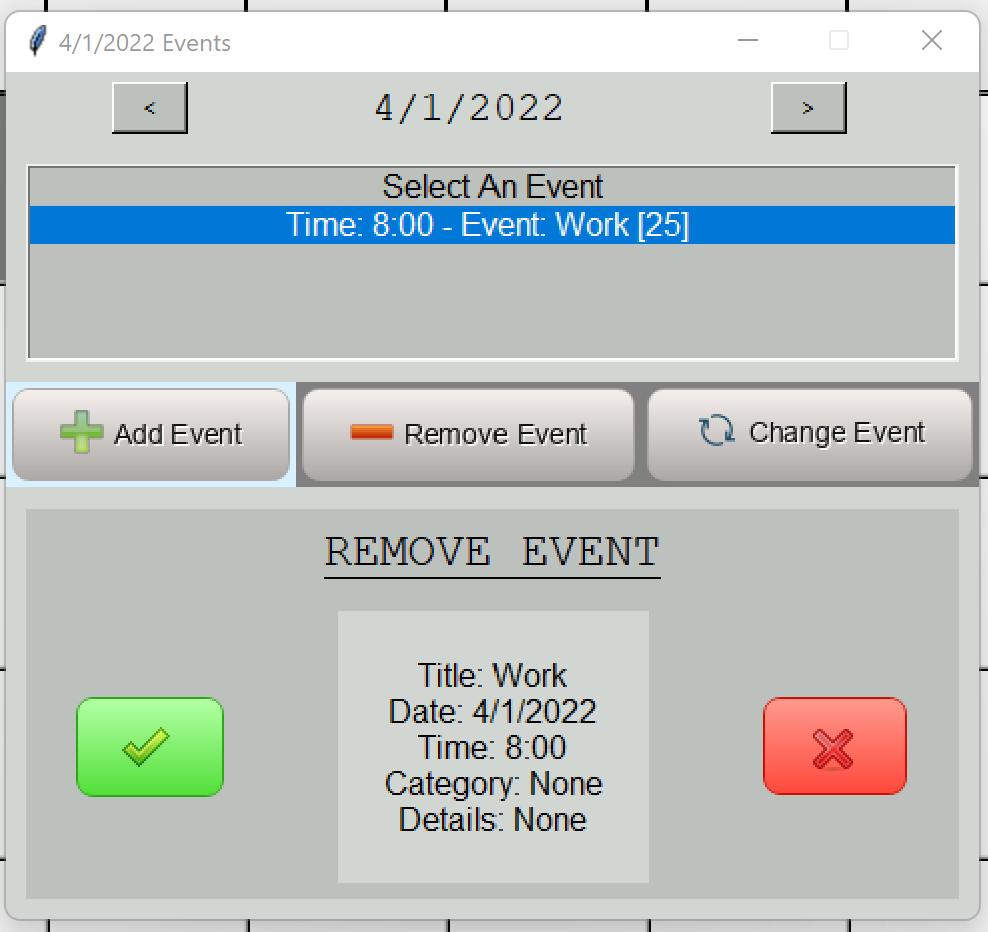 4/1/2022 Events
< 4/1/2022 >
Select An Event
Time: 8:00 - Event: Work [25]
Add Event Remove Event Change Event
REMOVE EVENT
Title: Work
Date: 4/1/2022
Time: 8:00
Category: None
Details: None